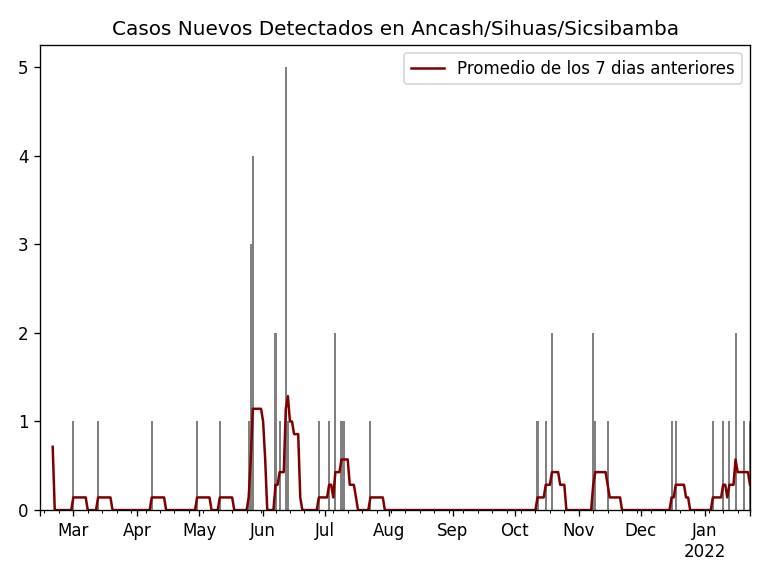 Casos Nuevos Detectados en Ancash/Sihuas/Sicsibamba
Promedio de los 7 dias anteriores
5
4
3
2
1
0
Mar Apr May Jun Jul Aug Sep Oct Nov Dec Jan
2022